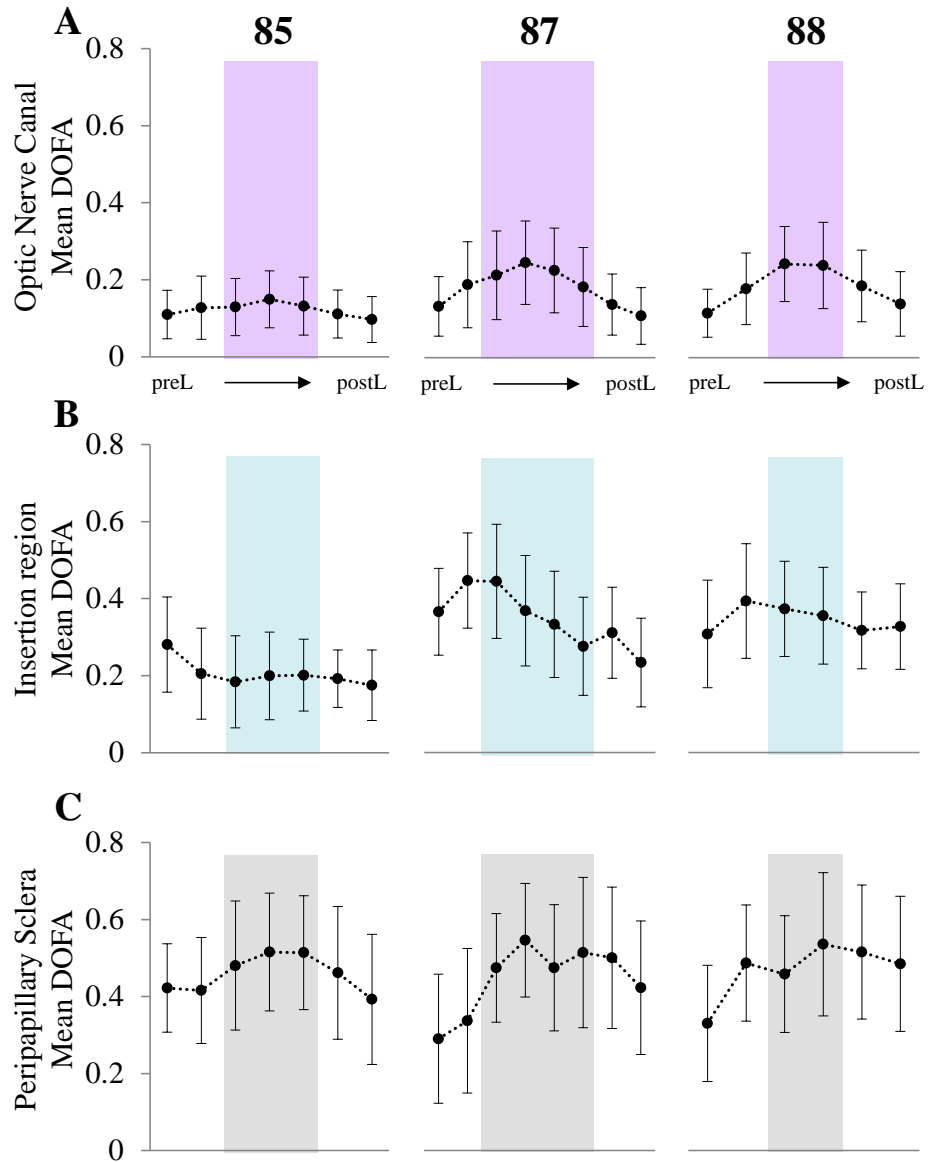 A
85
87
88
Optic Nerve Canal
Mean DOFA
0.8
0.6
0.4
0.2
0
preL
postL
preL
postL
preL
postL
B
Insertion region
Mean DOFA
0.8
0.6
0.4
0.2
0
C
Peripapillary Sclera
Mean DOFA
0.8
0.6
0.4
0.2
0